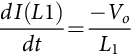 dI(L1)/dt = -V_o/L_1